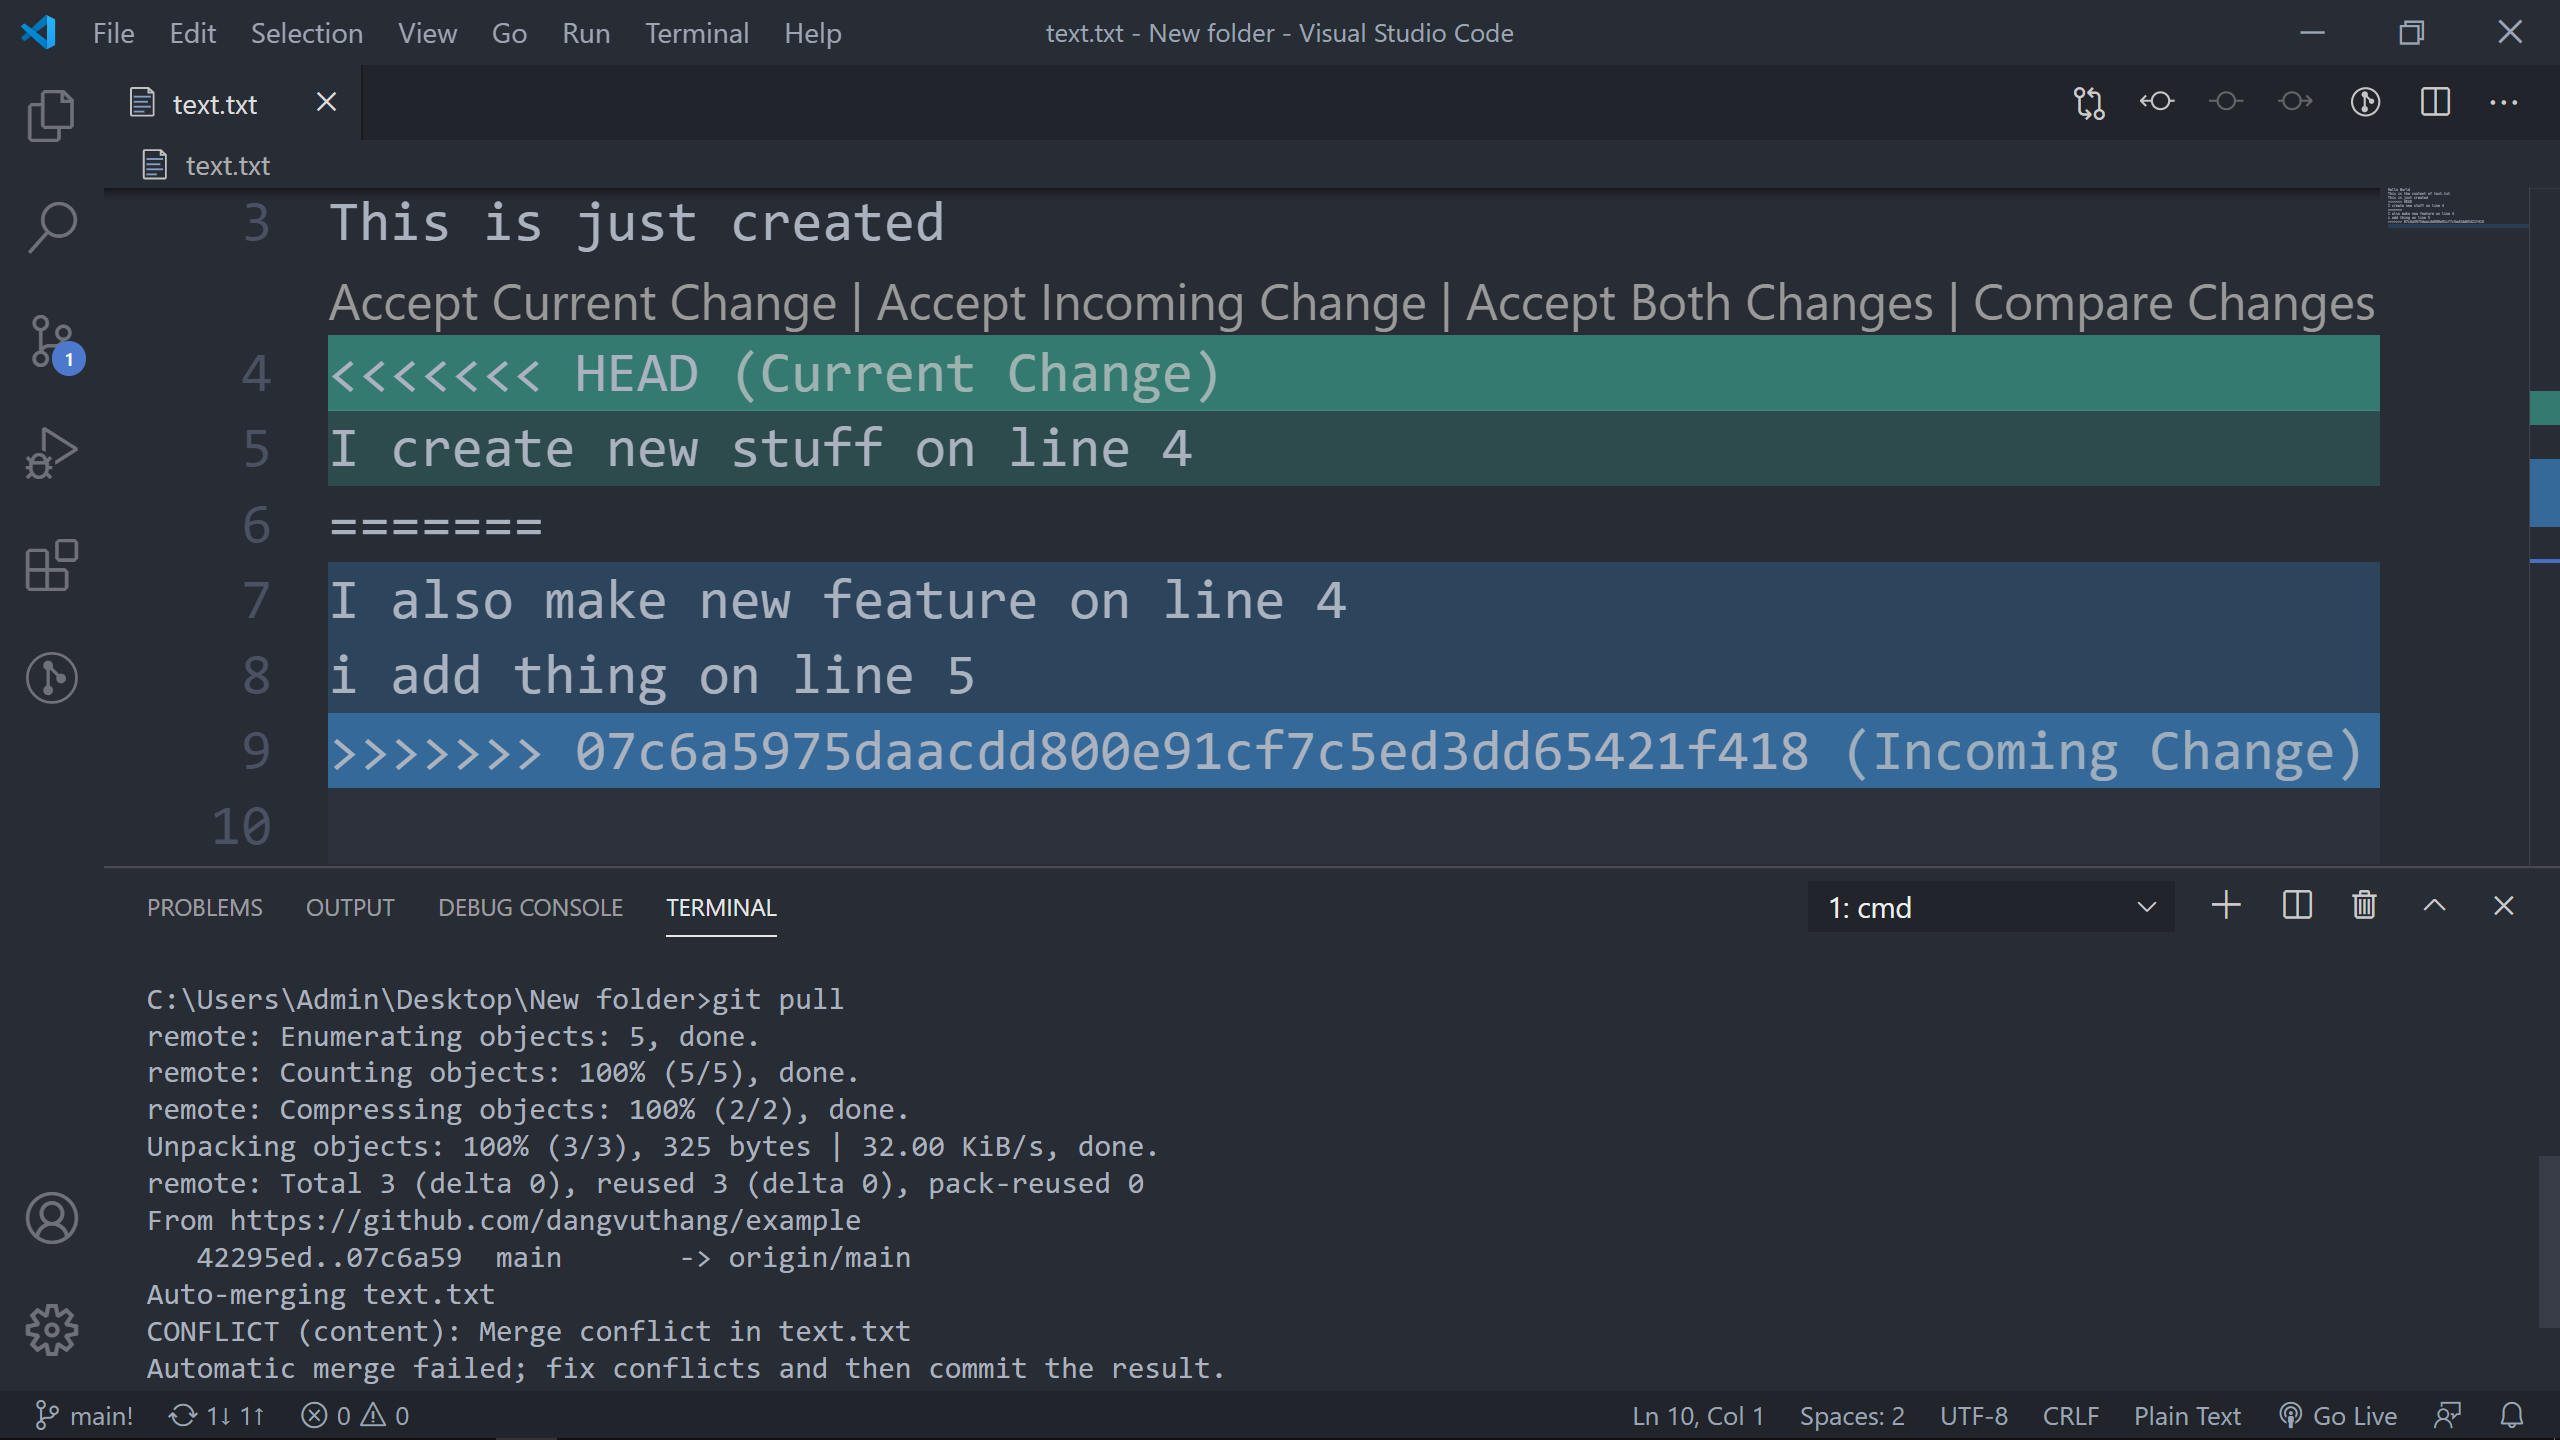 File Edit Selection View Go Run Terminal Help text.txt - New folder - Visual Studio Code
text.txt
text.txt
3 This is just created
Accept Current Change | Accept Incoming Change | Accept Both Changes | Compare Changes
4 <<<<<<< HEAD (Current Change)
5 I create new stuff on line 4
6 =======
7 I also make new feature on line 4
8 i add thing on line 5
9 >>>>>>> 07c6a5975daacdd800e91cf7c5ed3dd65421f418 (Incoming Change)
10
1
PROBLEMS OUTPUT DEBUG CONSOLE TERMINAL 1: cmd
C:\Users\Admin\Desktop\New folder>git pull
remote: Enumerating objects: 5, done.
remote: Counting objects: 100% (5/5), done.
remote: Compressing objects: 100% (2/2), done.
Unpacking objects: 100% (3/3), 325 bytes | 32.00 KiB/s, done.
remote: Total 3 (delta 0), reused 3 (delta 0), pack-reused 0
From https://github.com/dangvuthang/example
   42295ed..07c6a59  main       -> origin/main
Auto-merging text.txt
CONFLICT (content): Merge conflict in text.txt
Automatic merge failed; fix conflicts and then commit the result.
main! 1↓ 1↑ 0 0 Ln 10, Col 1 Spaces: 2 UTF-8 CRLF Plain Text Go Live